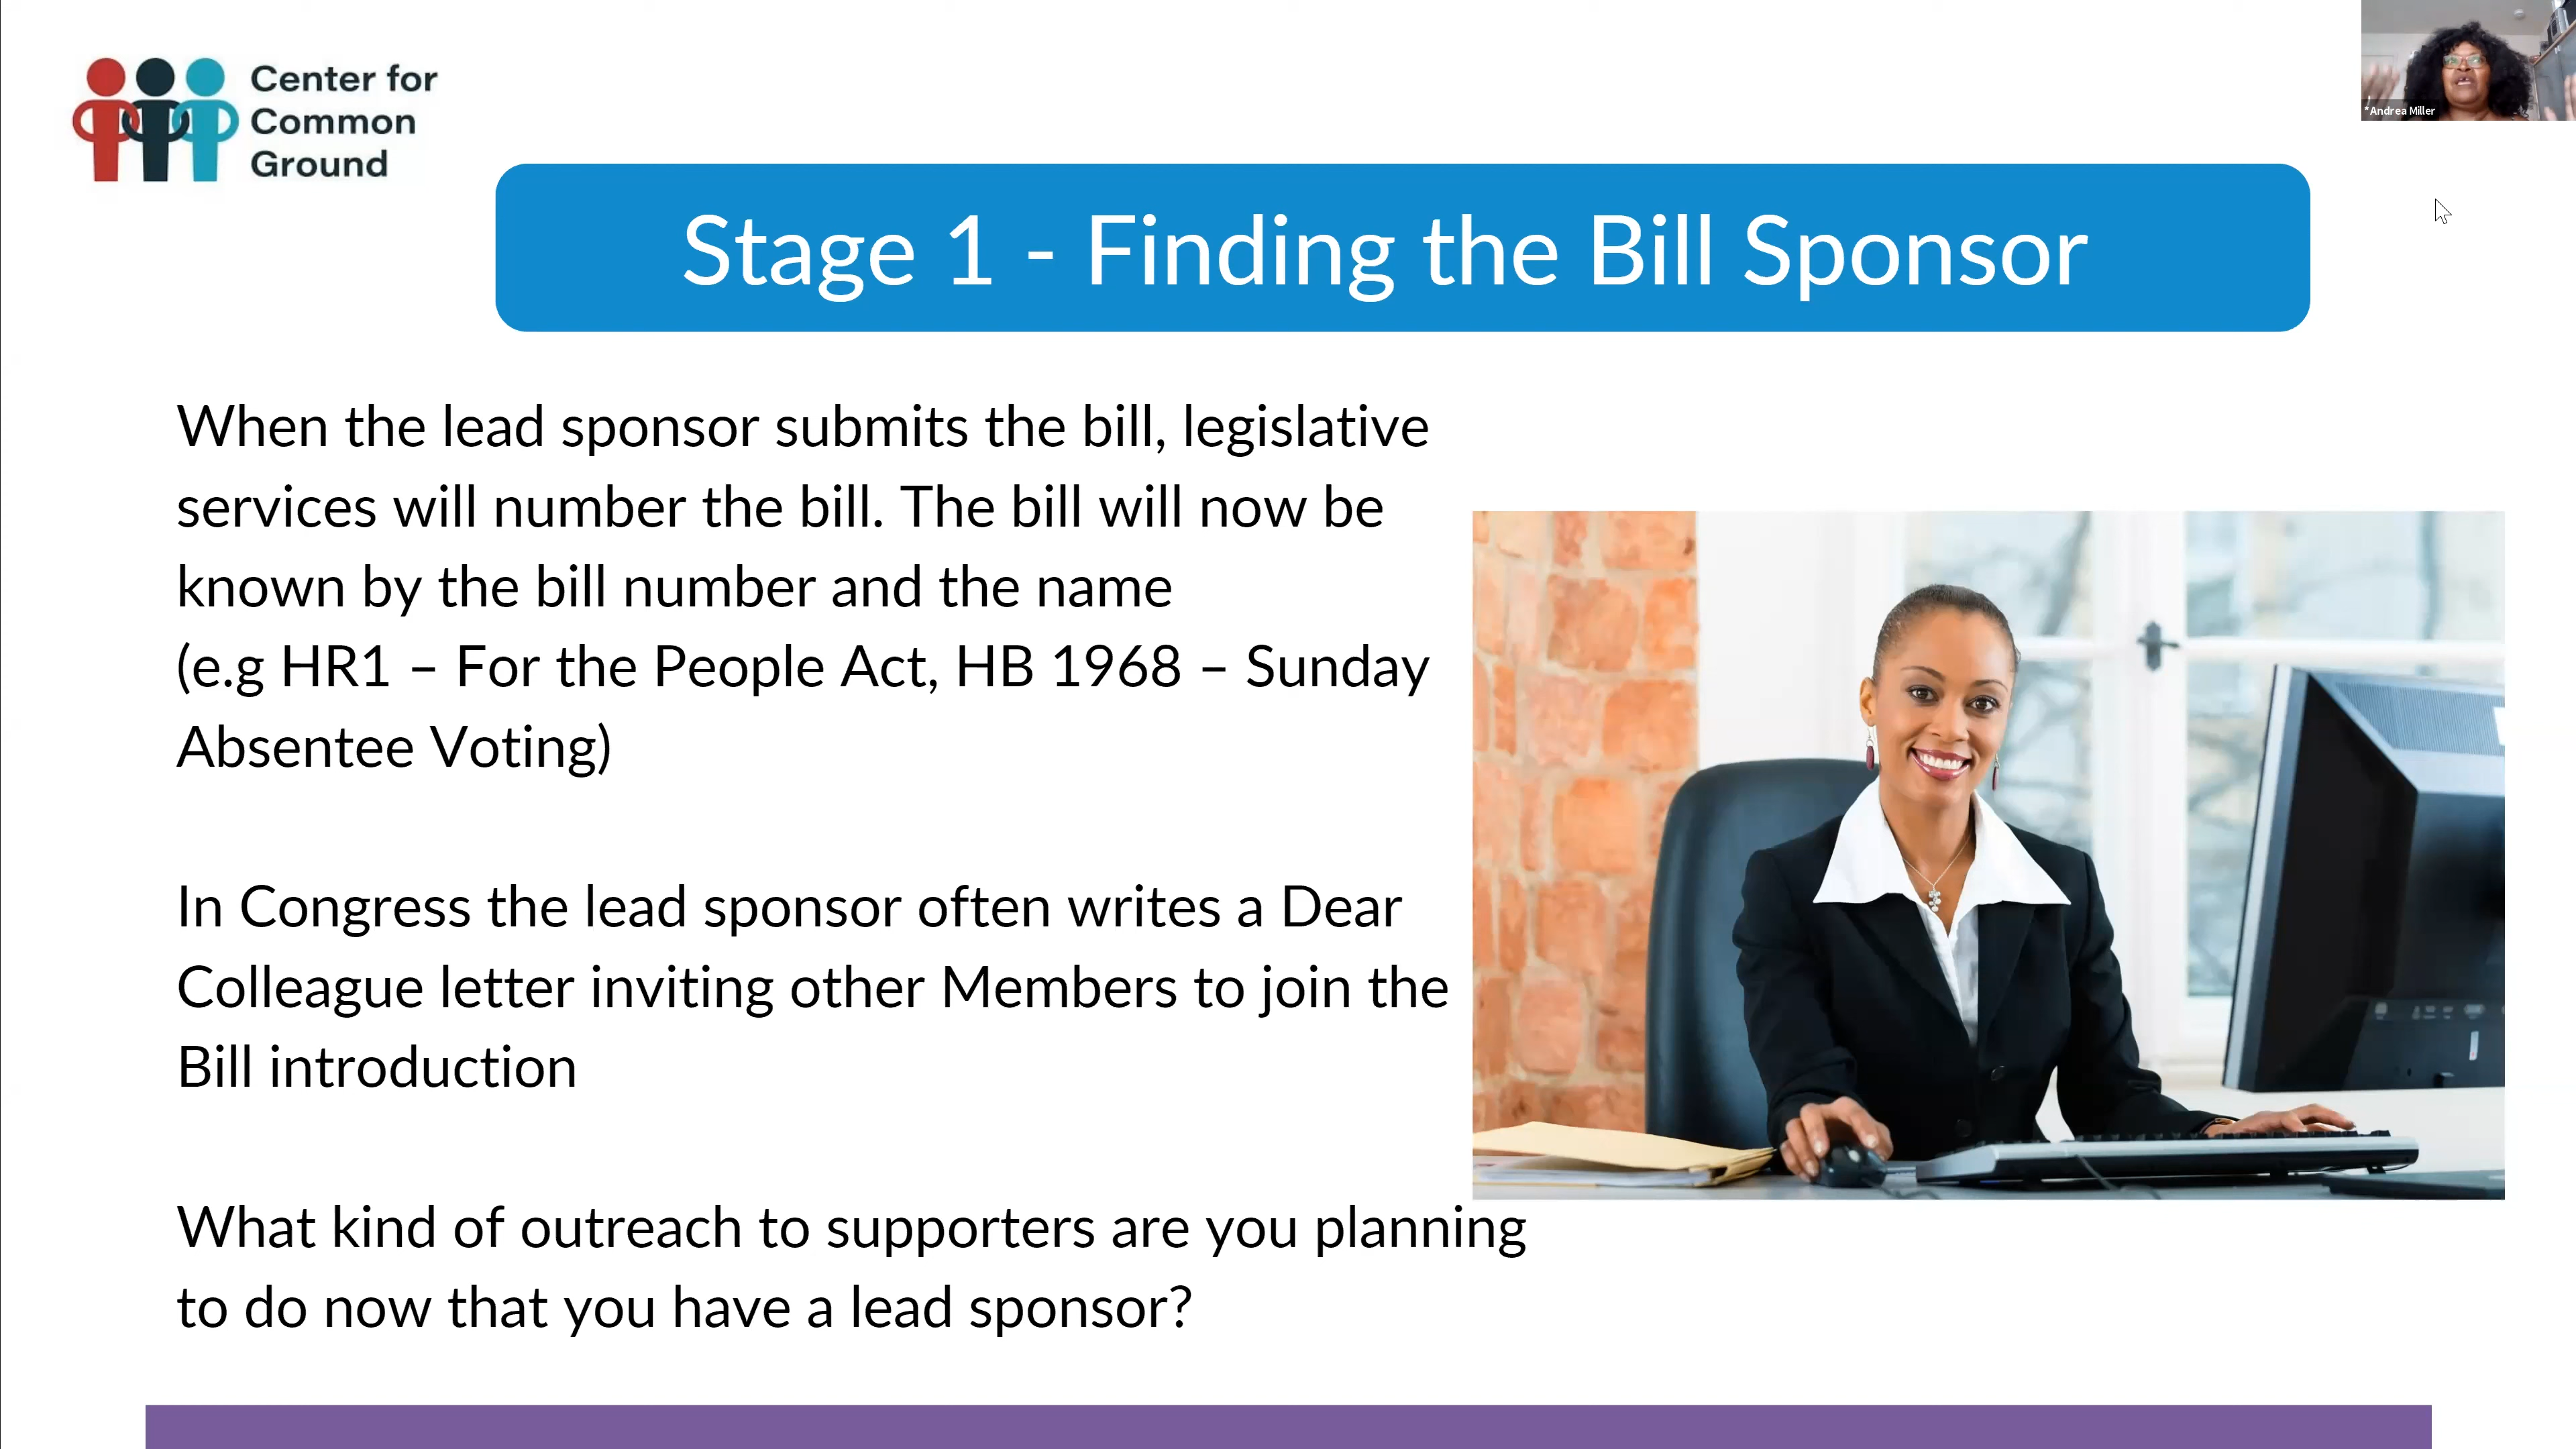 Center for
Common
Ground
*Andrea Miller
Stage 1 - Finding the Bill Sponsor
When the lead sponsor submits the bill, legislative
services will number the bill. The bill will now be
known by the bill number and the name
(e.g HR1 – For the People Act, HB 1968 – Sunday
Absentee Voting)
In Congress the lead sponsor often writes a Dear
Colleague letter inviting other Members to join the
Bill introduction
What kind of outreach to supporters are you planning
to do now that you have a lead sponsor?